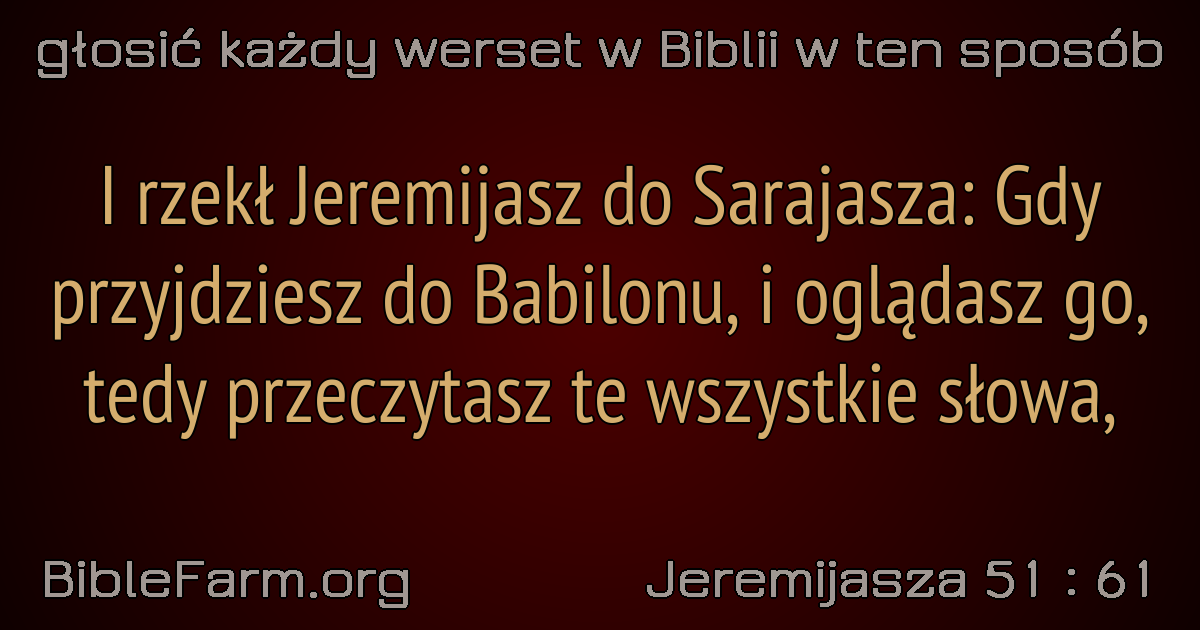 głosić każdy werset w Biblii w ten sposób
I rzekł Jeremijasz do Sarajasza: Gdy
przyjdziesz do Babilonu, i oglądasz go,
tedy przeczytasz te wszystkie słowa,
BibleFarm.org
Jeremijasza 51 : 61